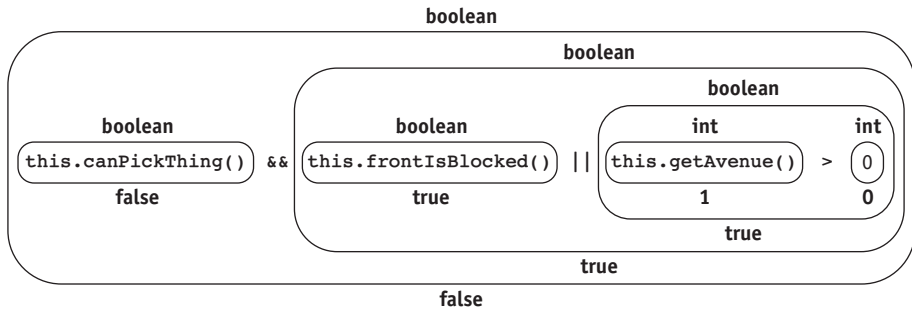 boolean
boolean
boolean
boolean boolean int int
this.canPickThing() && this.frontIsBlocked() || this.getAvenue() > 0
false true 1 0
true
true
false